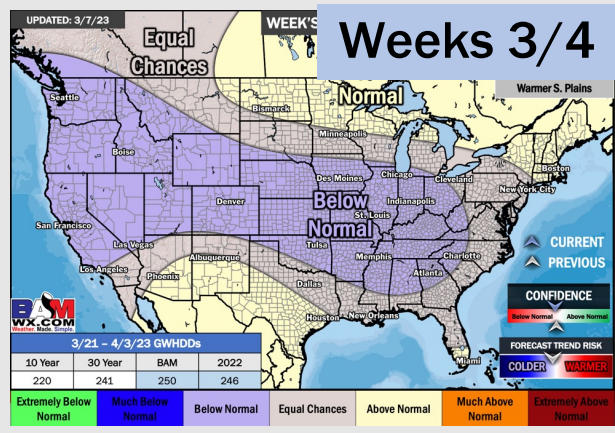 UPDATED: 3/7/23
WEEK'S
Weeks 3/4
Equal
Chances
Normal
Warmer S. Plains
Seattle
Bismarck
Minneapolis
Boise
Boston
Des Moines
Chicago
Cleveland
New York City
Denver
Below
Normal
Indianapolis
St. Louis
San Francisco
Las Vegas
Tulsa
CURRENT
Albuquerque
Memphis
Charlotte
Los Angeles
PREVIOUS
Phoenix
Atlanta
Dallas
CONFIDENCE
BAM
WX.COM
Weather. Made. Simple.
Houston
New Orleans
Below Normal Above Normal
3/21 – 4/3/23 GWHDDs
FORECAST TREND RISK
10 Year 30 Year BAM 2022
Miami
COLDER WARMER
220 241 250 246
Extremely Below
Normal
Much Below
Normal
Below Normal
Equal Chances
Above Normal
Much Above
Normal
Extremely Above
Normal